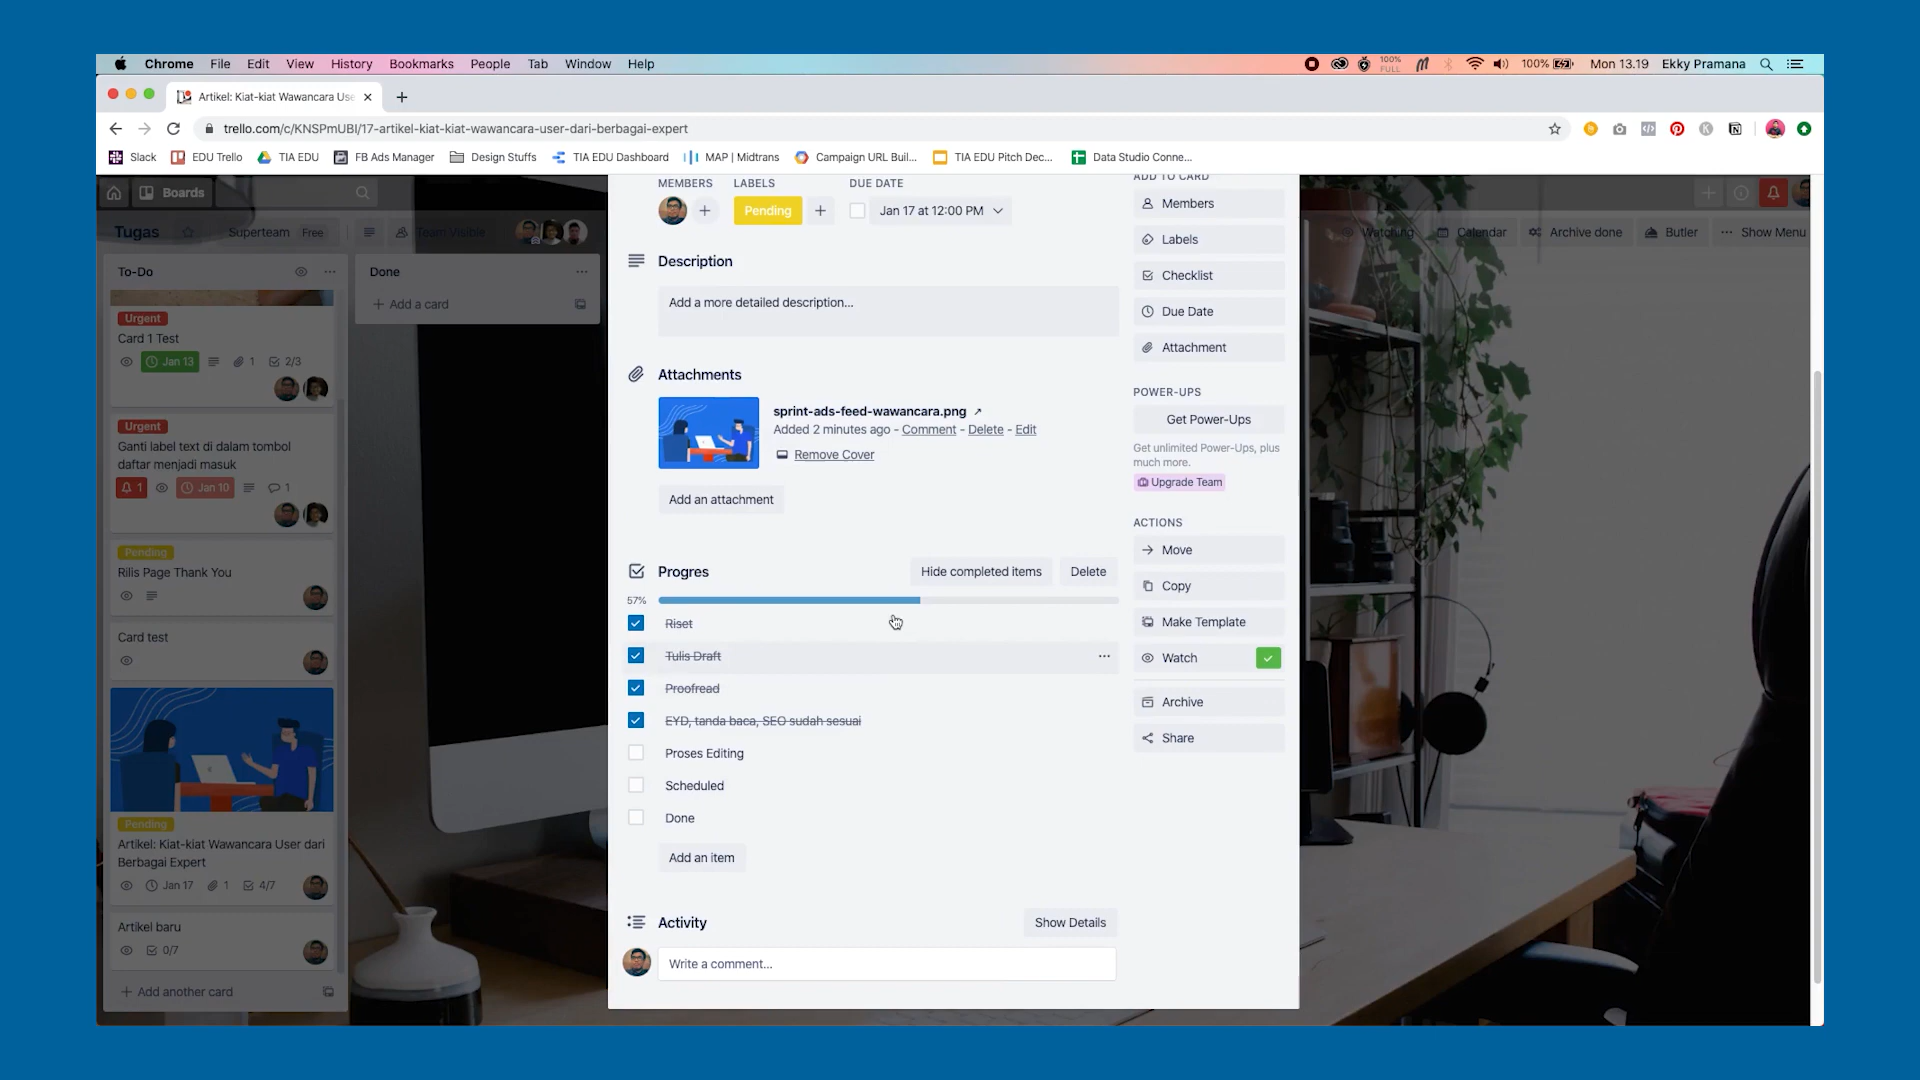 Chrome File Edit View History Bookmarks People Tab Window Help
100% FULL 100% Mon 13.19 Ekky Pramana
Artikel: Kiat-kiat Wawancara Use
trello.com/c/KNSPmUBI/17-artikel-kiat-kiat-wawancara-user-dari-berbagai-expert
Slack EDU Trello TIA EDU FB Ads Manager Design Stuffs TIA EDU Dashboard MAP | Midtrans Campaign URL Buil... TIA EDU Pitch Dec... Data Studio Conne...
Boards
Tugas Superteam Free Team Visible
Watching Calendar Archive done Butler Show Menu
To-Do
Urgent
Card 1 Test
Jan 13 1 2/3
Urgent
Ganti label text di dalam tombol
daftar menjadi masuk
1 Jan 10 1
Pending
Rilis Page Thank You
Card test
Pending
Artikel: Kiat-kiat Wawancara User dari
Berbagai Expert
Jan 17 1 4/7
Artikel baru
0/7
+ Add another card
Done
+ Add a card
MEMBERS LABELS DUE DATE
Pending Jan 17 at 12:00 PM
Description
Add a more detailed description...
Attachments
sprint-ads-feed-wawancara.png
Added 2 minutes ago - Comment - Delete - Edit
Remove Cover
Add an attachment
Progres Hide completed items Delete
57%
Riset
Tulis Draft
Proofread
EYD, tanda baca, SEO sudah sesuai
Proses Editing
Scheduled
Done
Add an item
Activity Show Details
Write a comment...
ADD TO CARD
Members
Labels
Checklist
Due Date
Attachment
POWER-UPS
Get Power-Ups
Get unlimited Power-Ups, plus
much more.
Upgrade Team
ACTIONS
Move
Copy
Make Template
Watch
Archive
Share